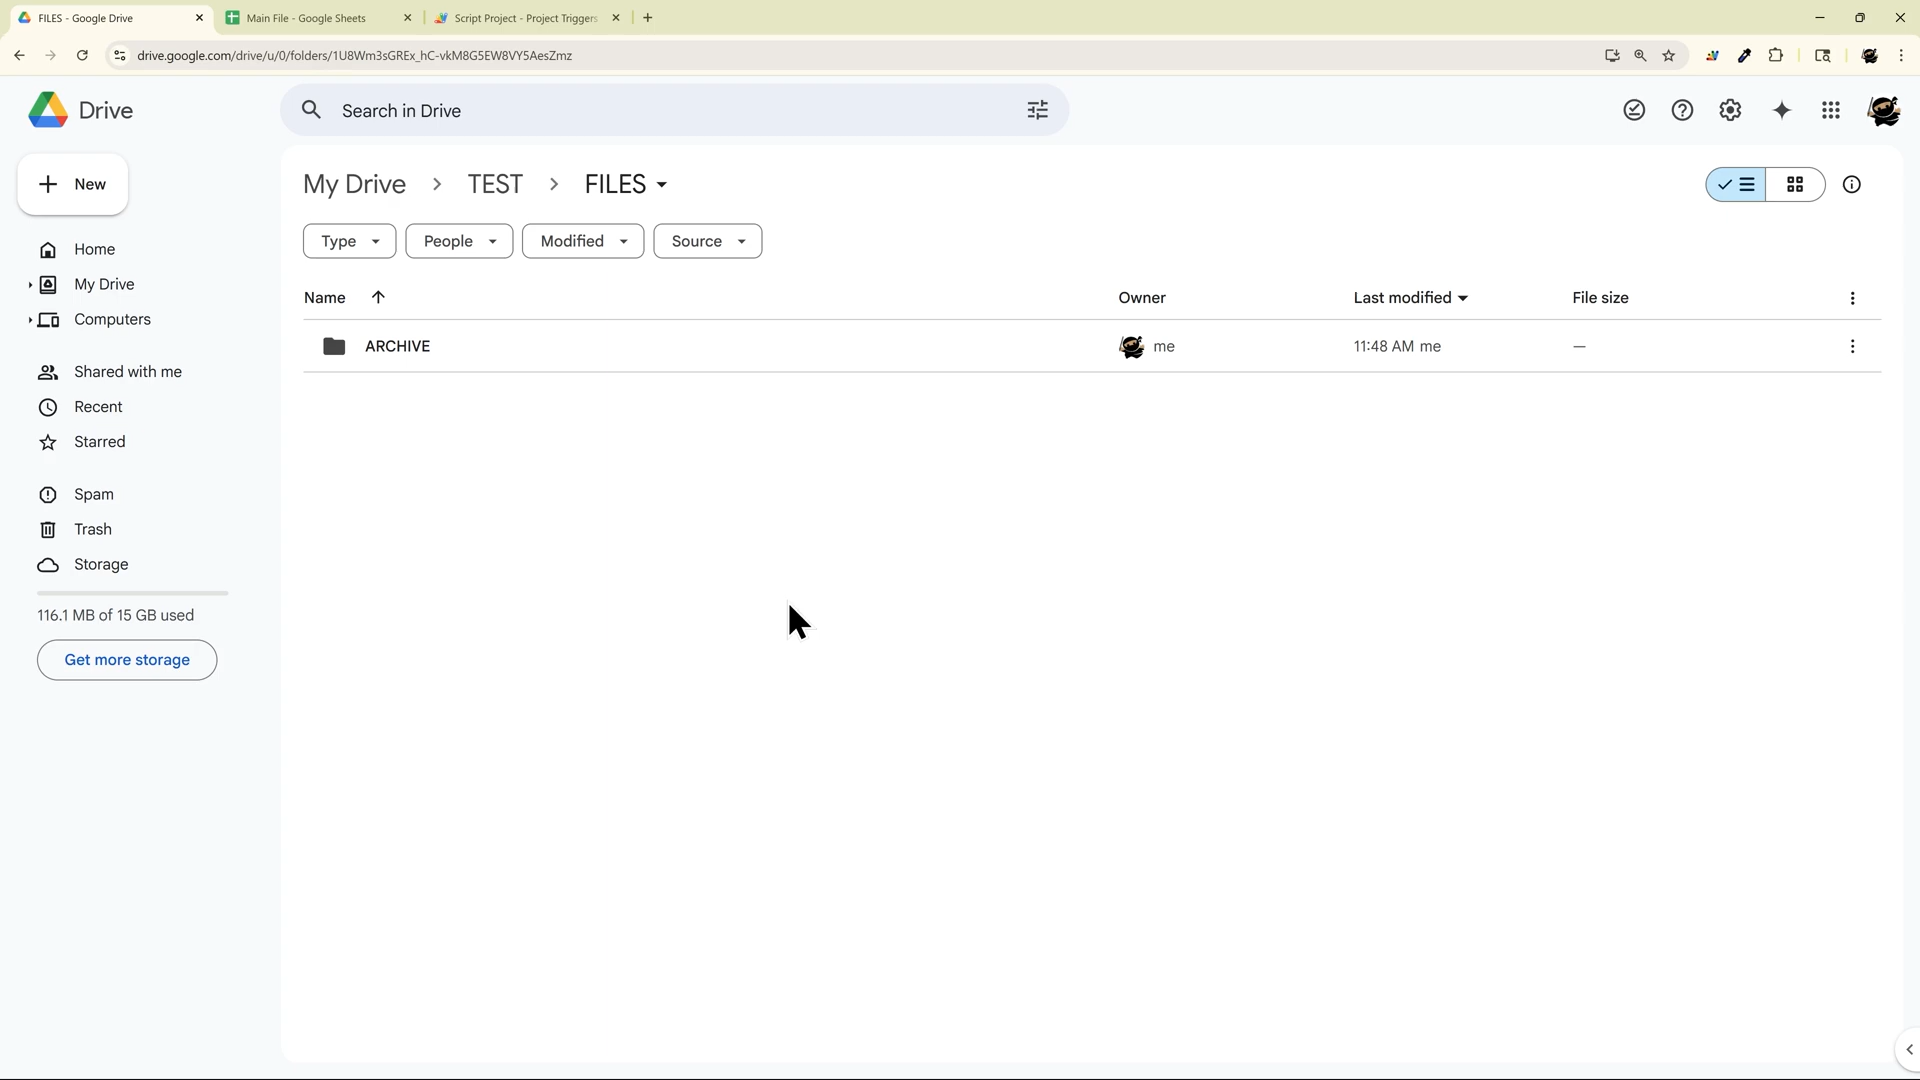 FILES - Google Drive
Main File - Google Sheets
Script Project - Project Triggers
drive.google.com/drive/u/0/folders/1U8Wm3sGREx_hC-vkM8G5EW8VY5AesZmz
Drive
Search in Drive
New
My Drive > TEST > FILES
Type
People
Modified
Source
Home
My Drive
Computers
Shared with me
Recent
Starred
Spam
Trash
Storage
116.1 MB of 15 GB used
Get more storage
Name
Owner
Last modified
File size
ARCHIVE
me
11:48 AM me
—